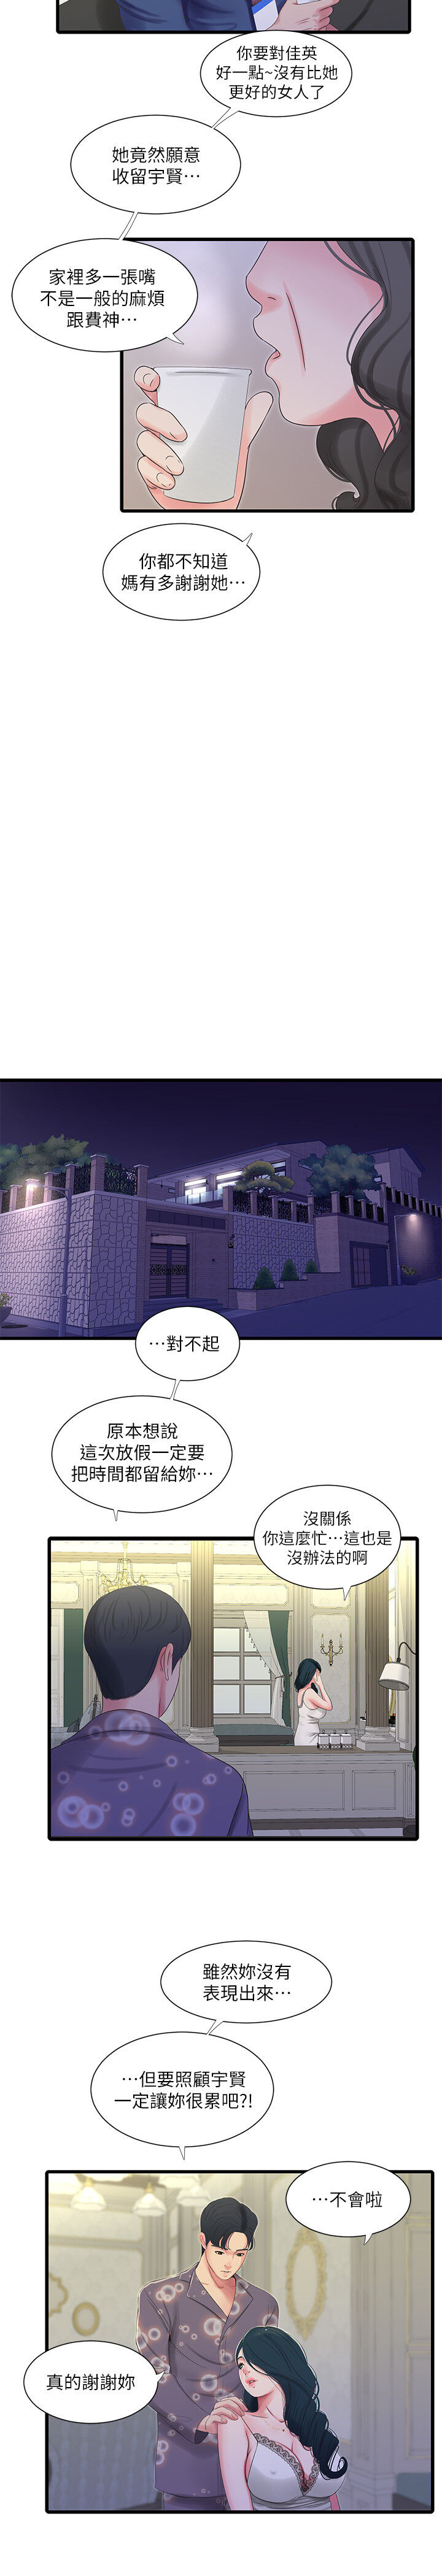 你要對佳英
好一點~沒有比她
更好的女人了
她竟然願意
收留宇賢…
家裡多一張嘴
不是一般的麻煩
跟費神…
你都不知道
媽有多謝謝她…
…對不起
原本想說
這次放假一定要
把時間都留給妳…
沒關係
你這麼忙…這也是
沒辦法的啊
雖然妳沒有
表現出來…
…但要照顧宇賢
一定讓妳很累吧?!
…不會啦
真的謝謝妳